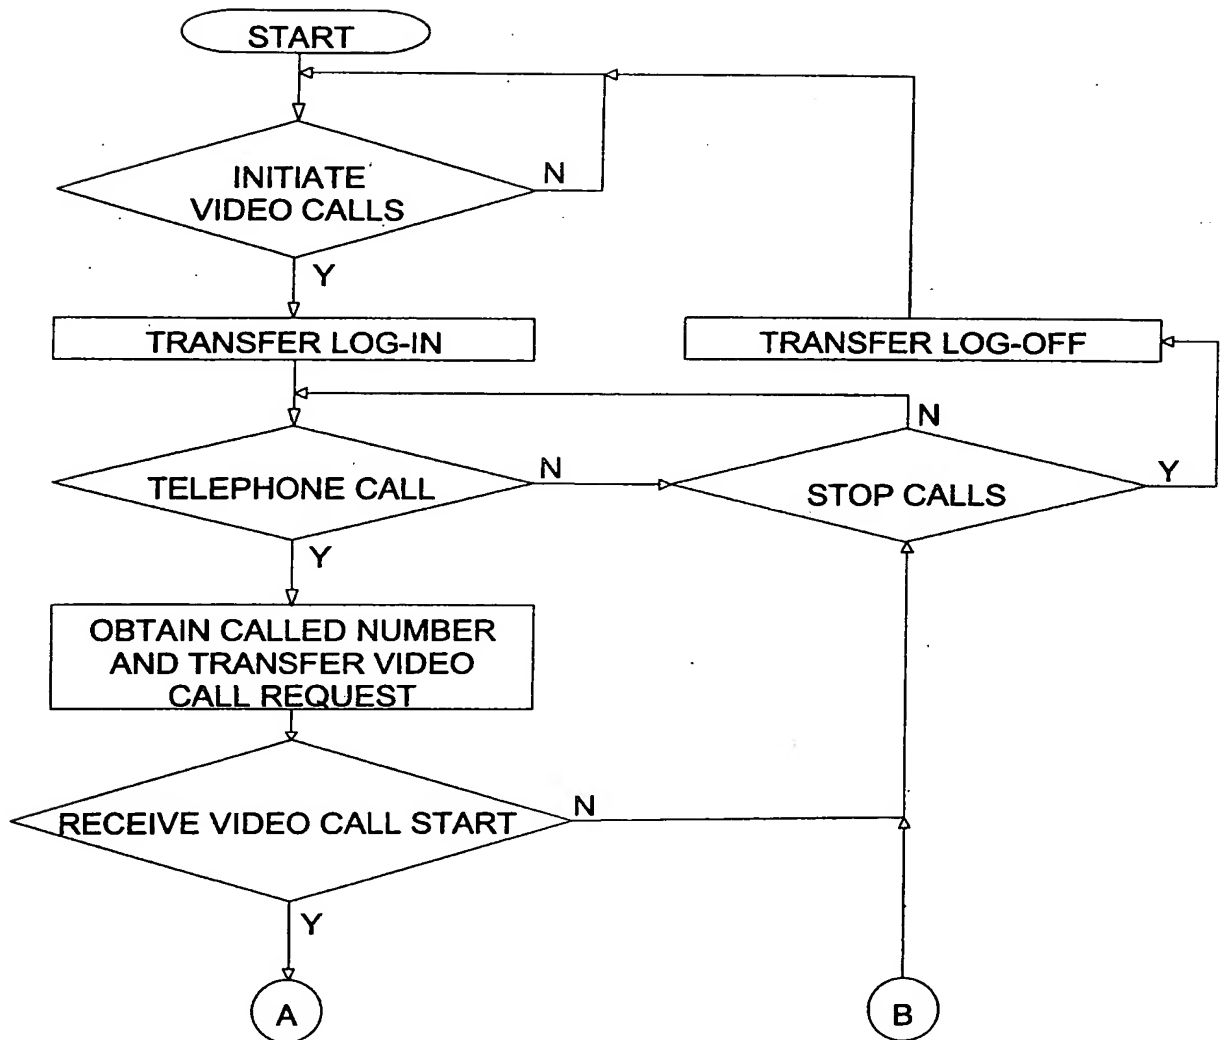 START
INITIATE
VIDEO CALLS
N
Y
TRANSFER LOG-IN
TRANSFER LOG-OFF
N
TELEPHONE CALL
N
STOP CALLS
Y
Y
OBTAIN CALLED NUMBER
AND TRANSFER VIDEO
CALL REQUEST
RECEIVE VIDEO CALL START
N
Y
A
B